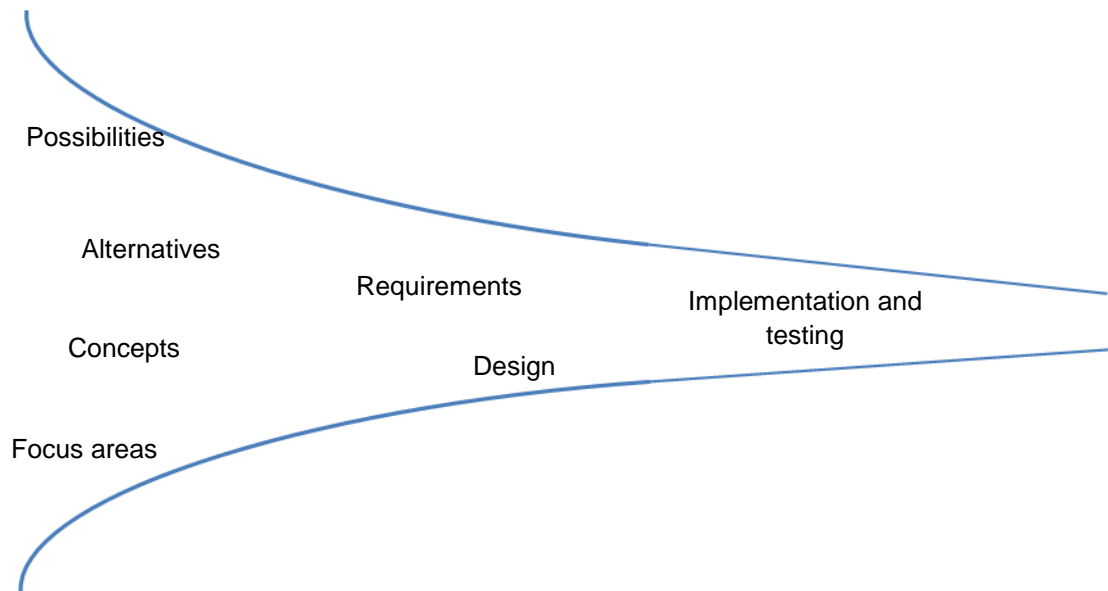 Possibilities
Alternatives
Requirements
Implementation and
testing
Concepts
Design
Focus areas